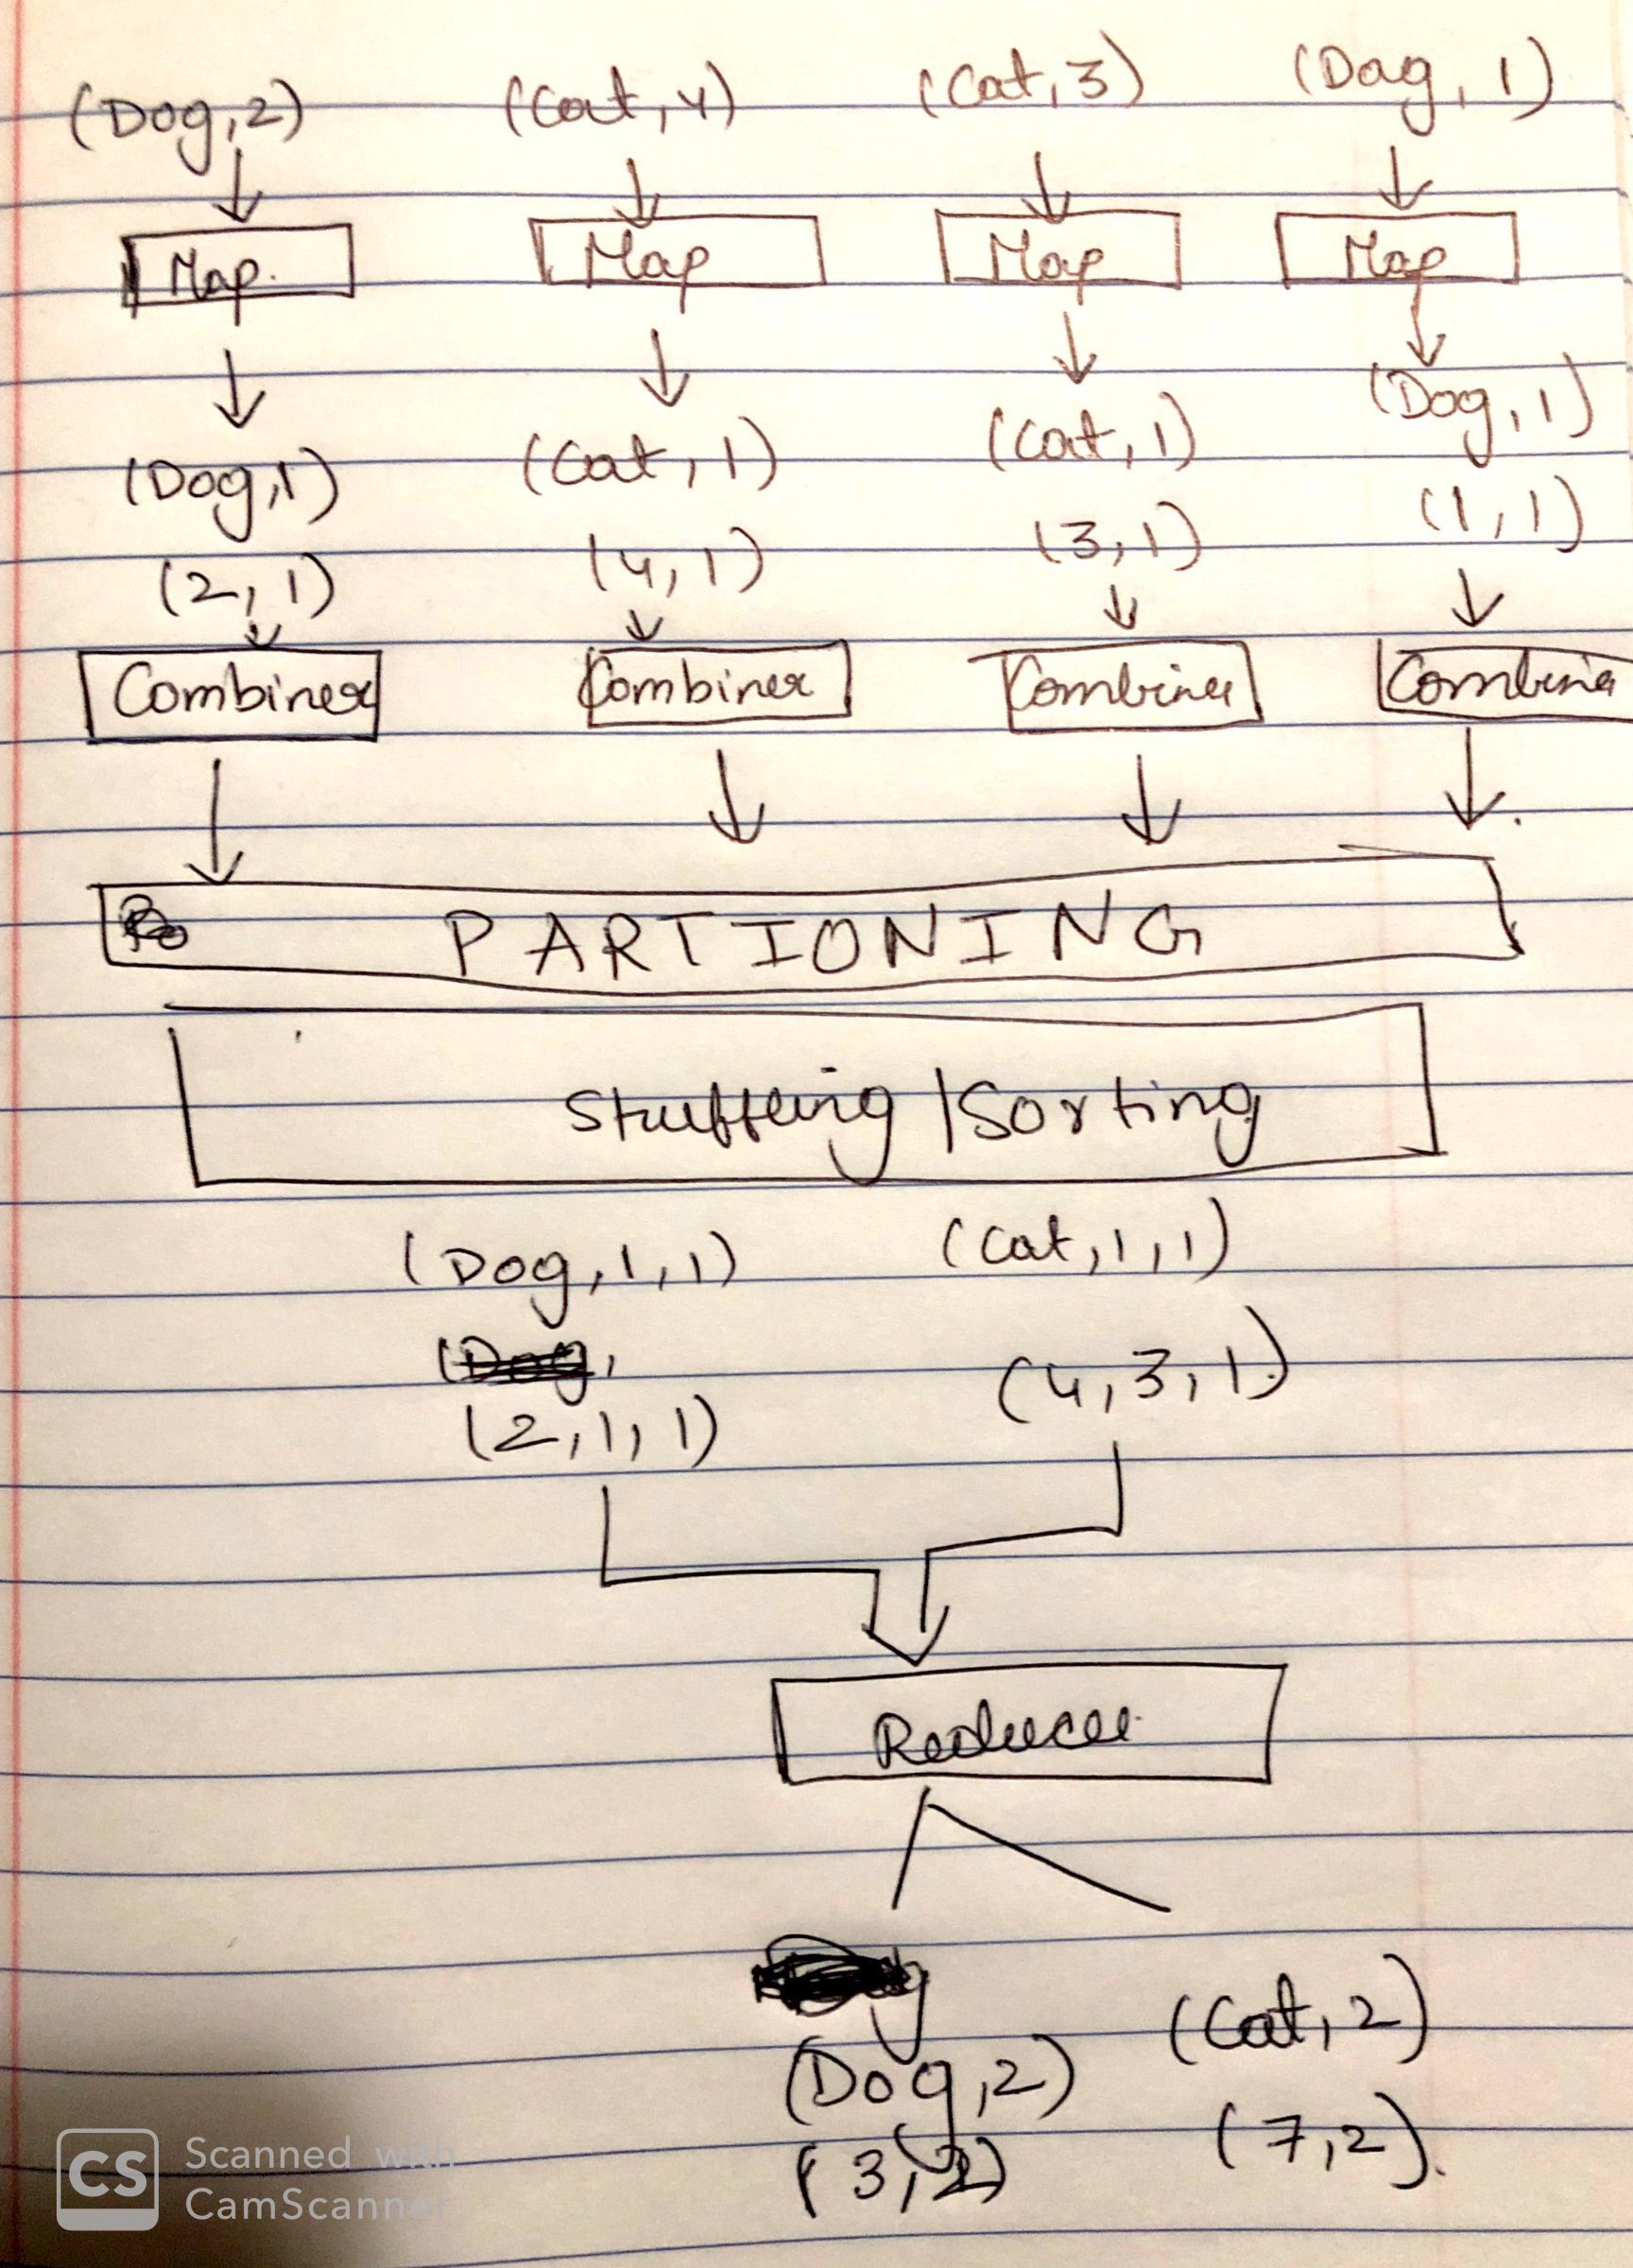 (Dog,2) (Cat,4) (Cat,3) (Dog,1)
Map. Map Map Map
(Dog,1) (Cat,1) (Cat,1) (Dog,1)
(2,1) (4,1) (3,1) (1,1)
Combiner Combiner Combiner Combine
PARTIONING
Stuffing|Sorting
(Dog,1,1) (Cat,1,1)
(Dog,
(2,1,1) (4,3,1)
Reducer
(Dog,2) (Cat,2)
(3,2) (7,2).
CS Scanned with
CamScanner